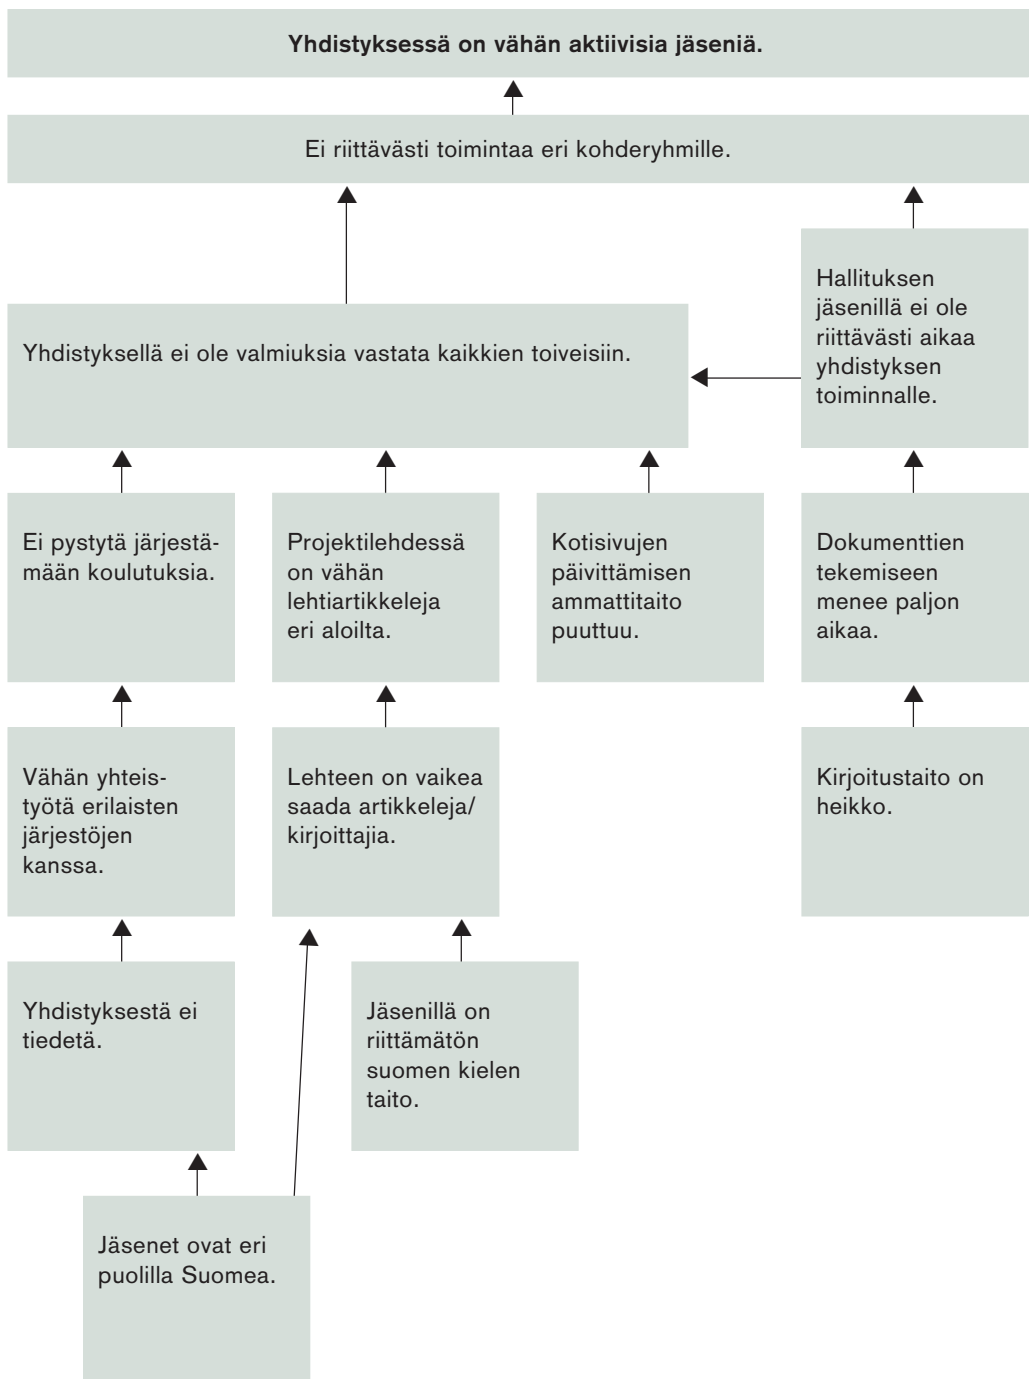 Yhdistyksessä on vähän aktiivisia jäseniä.
Ei riittävästi toimintaa eri kohderyhmille.
Hallituksen
jäsenillä ei ole
riittävästi aikaa
yhdistyksen
toiminnalle.
Yhdistyksellä ei ole valmiuksia vastata kaikkien toiveisiin.
Ei pystytä järjestä-
mään koulutuksia.
Projektilehdessä
on vähän
lehtiartikkeleja
eri aloilta.
Kotisivujen
päivittämisen
ammattitaito
puuttuu.
Dokumenttien
tekemiseen
menee paljon
aikaa.
Vähän yhteis-
työtä erilaisten
järjestöjen
kanssa.
Lehteen on vaikea
saada artikkeleja/
kirjoittajia.
Kirjoitustaito on
heikko.
Yhdistyksestä ei
tiedetä.
Jäsenillä on
riittämätön
suomen kielen
taito.
Jäsenet ovat eri
puolilla Suomea.